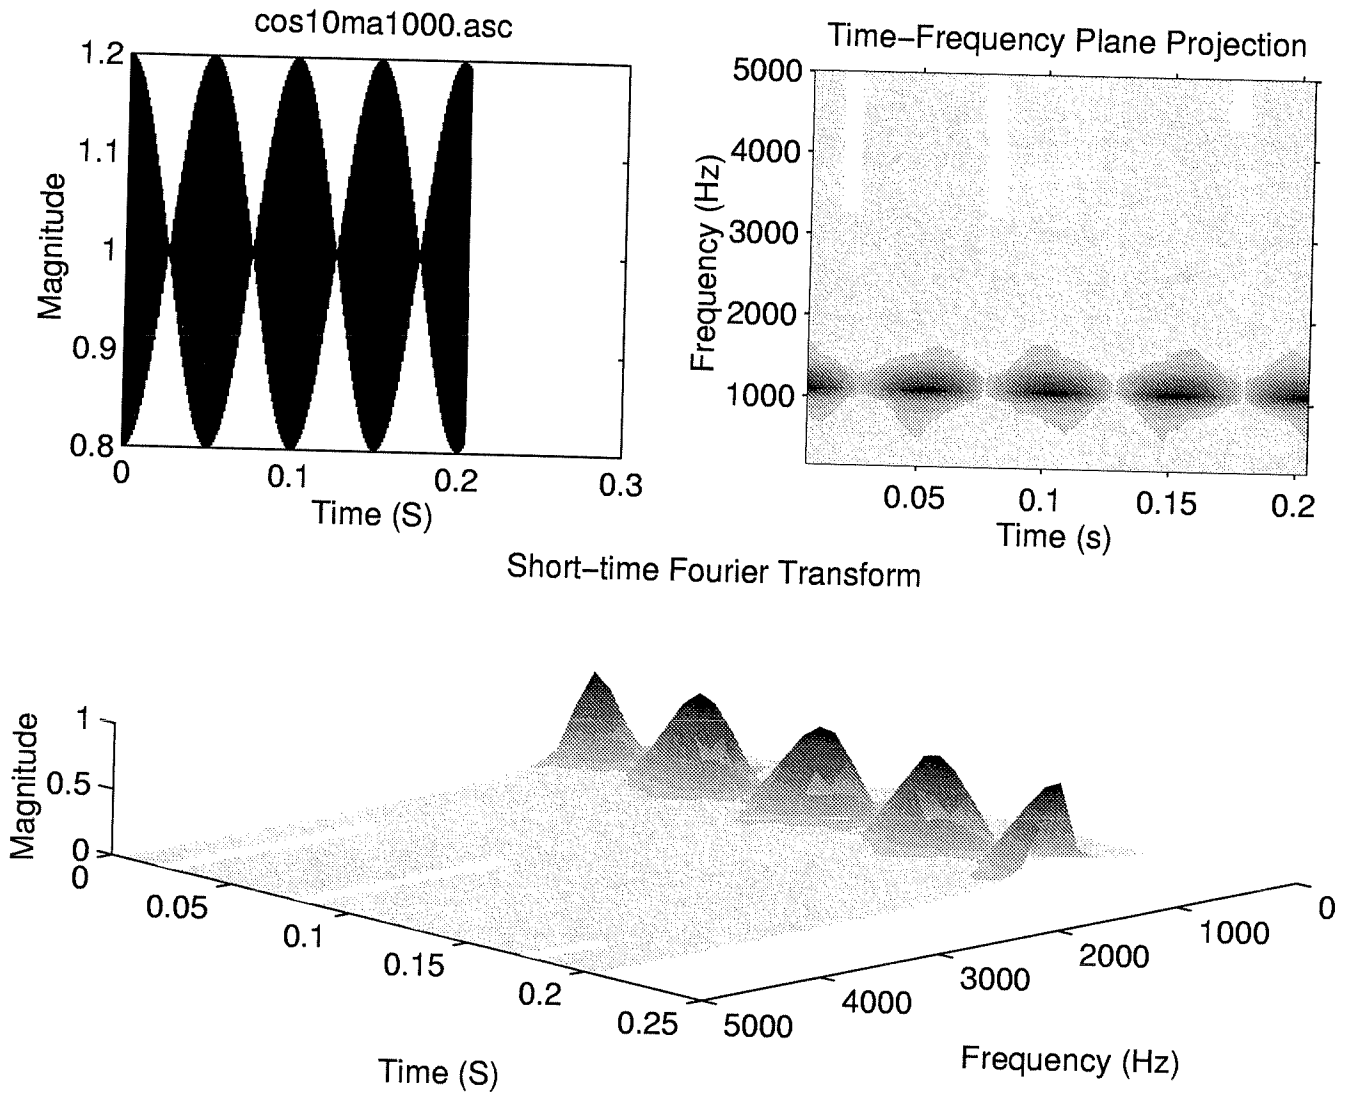 cos10ma1000.asc
1.2
1.1
1
0.9
0.8
Magnitude
0 0.1 0.2 0.3
Time (S)
Time–Frequency Plane Projection
5000
4000
3000
2000
1000
Frequency (Hz)
0.05 0.1 0.15 0.2
Time (s)
Short–time Fourier Transform
1
0.5
0
Magnitude
0
0.05
0.1
0.15
0.2
0.25
Time (S)
5000
4000
3000
2000
1000
0
Frequency (Hz)